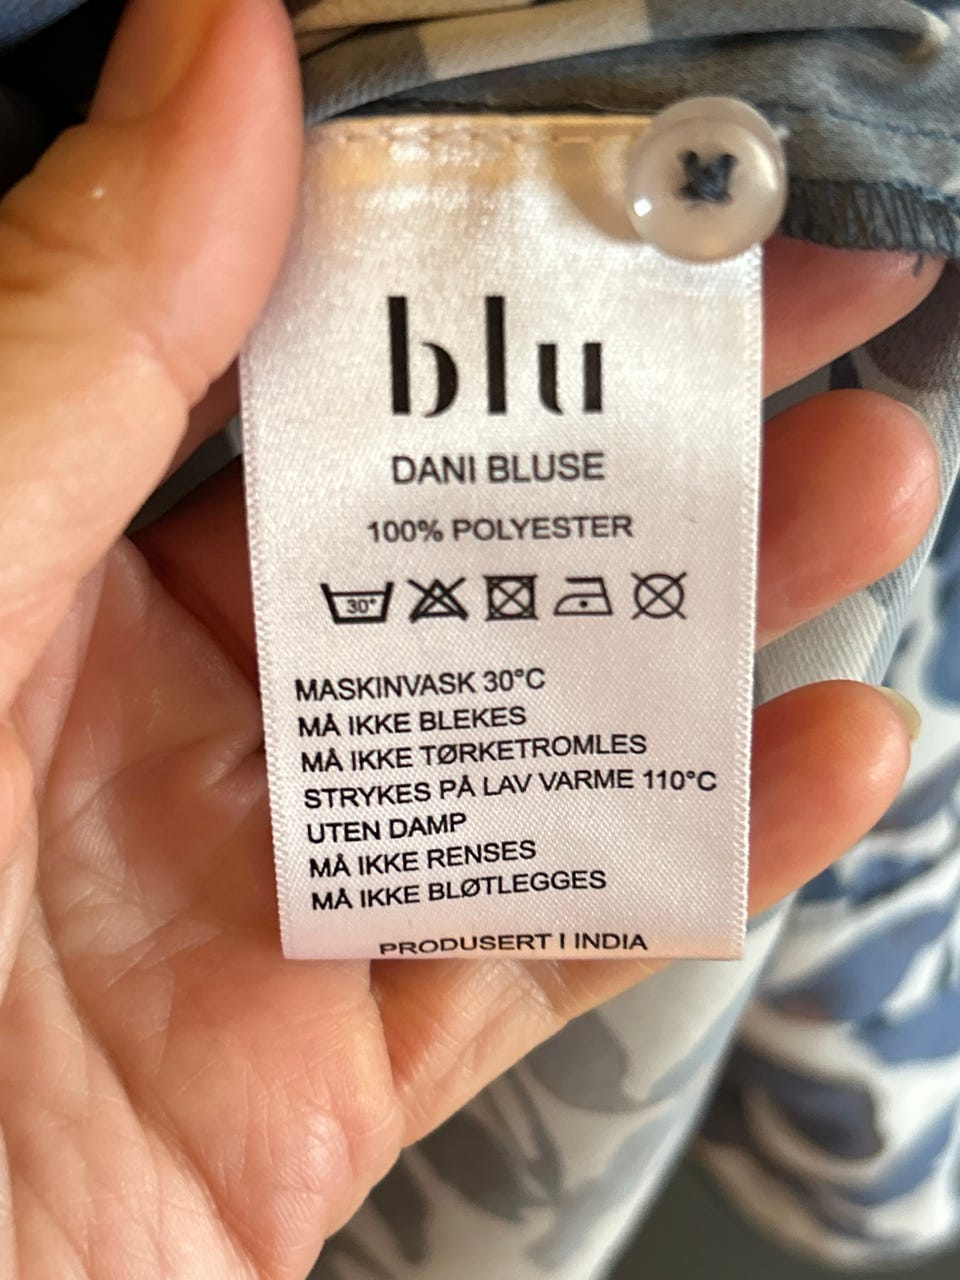 blu
DANI BLUSE
100% POLYESTER
30°
MASKINVASK 30°C
MÅ IKKE BLEKES
MÅ IKKE TØRKETROMLES
STRYKES PÅ LAV VARME 110°C
UTEN DAMP
MÅ IKKE RENSES
MÅ IKKE BLØTLEGGES
PRODUSERT I INDIA